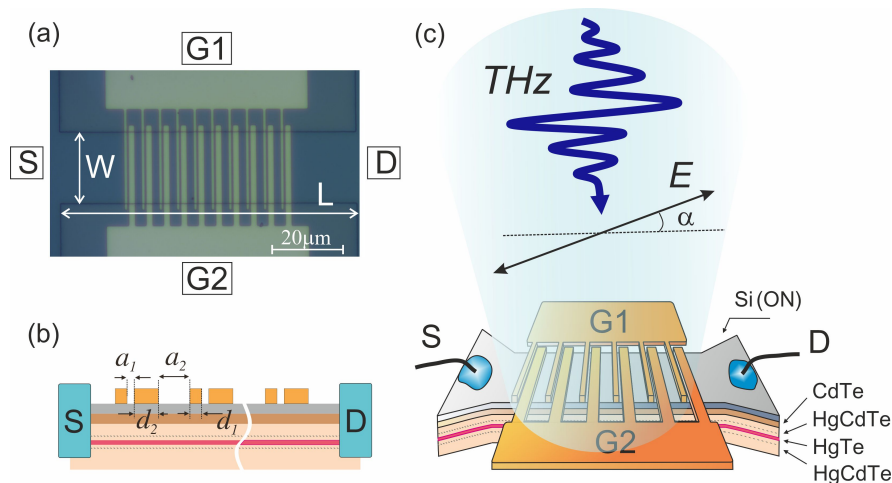 (a)
G1
S
W
L
D
20μm
G2
(b)
a1
a2
S
d2
d1
D
(c)
THz
E
α
Si(ON)
S
G1
D
G2
CdTe
HgCdTe
HgTe
HgCdTe